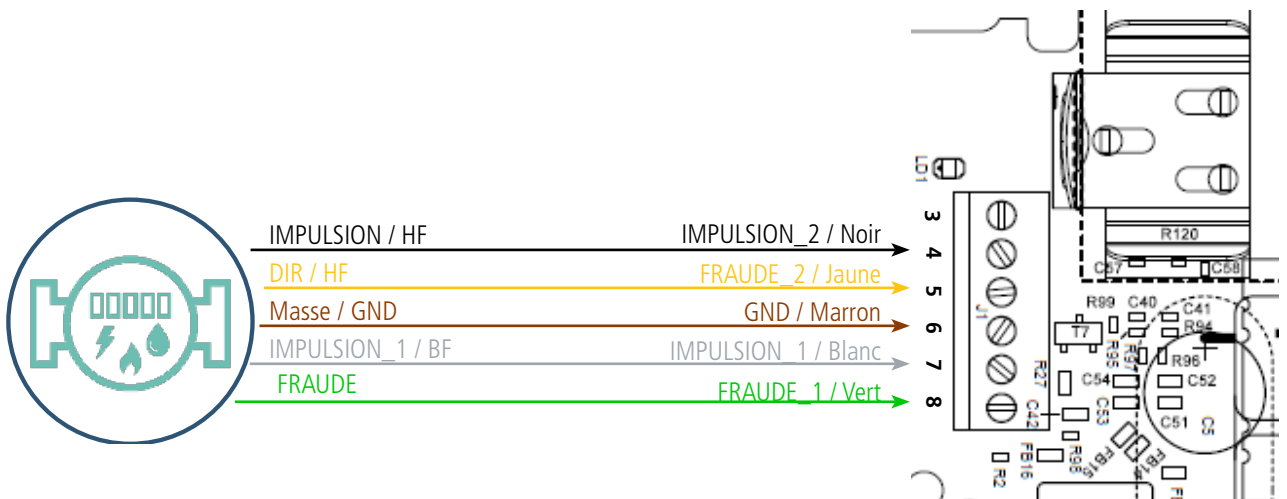 IMPULSION / HF
IMPULSION_2 / Noir
DIR / HF
FRAUDE_2 / Jaune
Masse / GND
GND / Marron
IMPULSION_1 / BF
IMPULSION_1 / Blanc
FRAUDE
FRAUDE_1 / Vert
LD1
3
4
5
6
7
8
J1
R120
C57
C58
R99
C40
C41
T7
R94
R95
R97
R96
R27
C54
C52
C42
C53
C51
C5
FB16
R98
FB15
R2